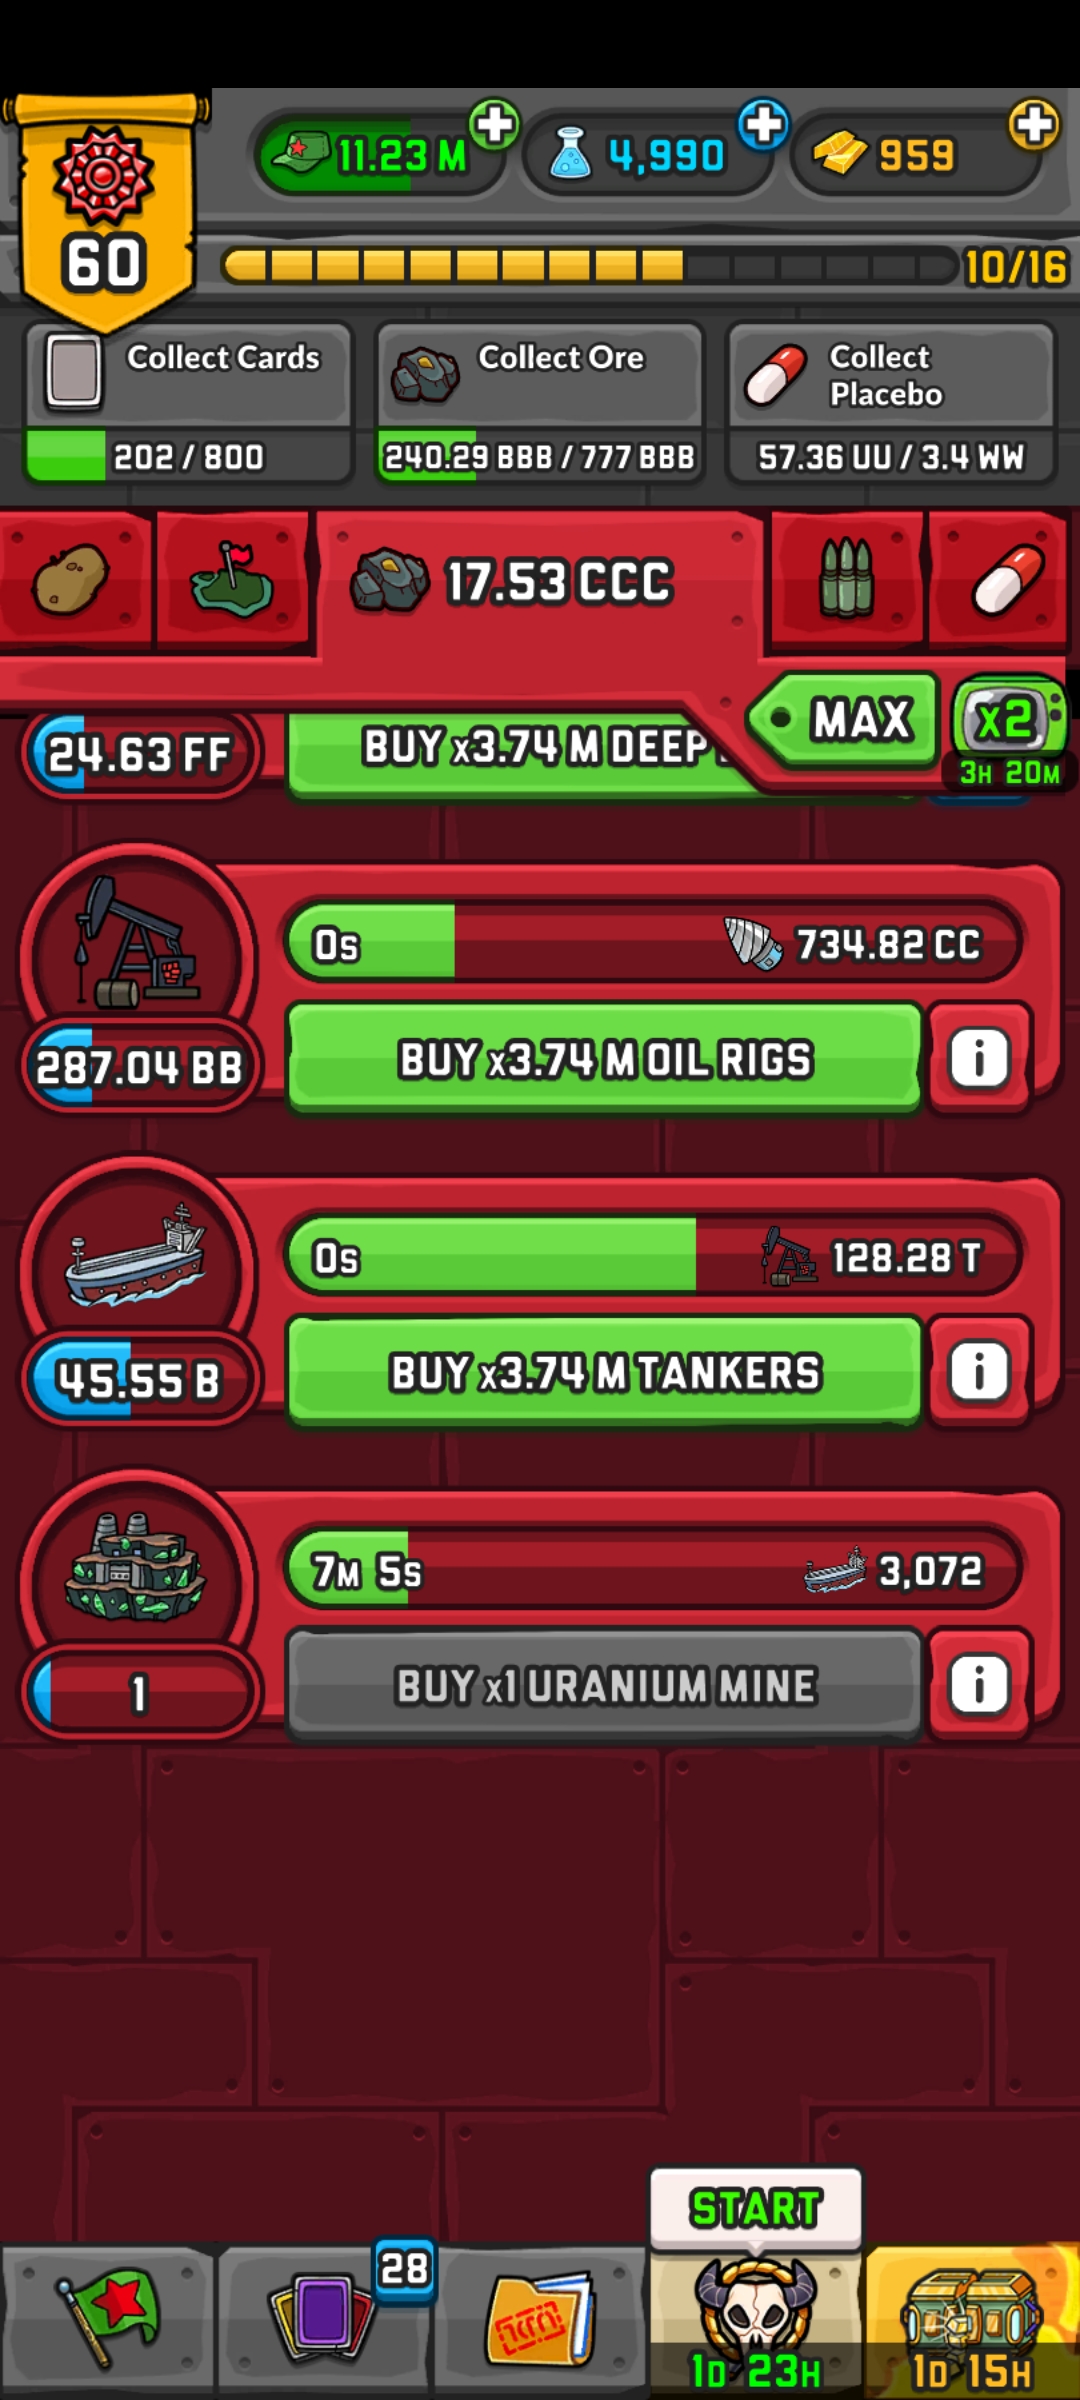 60
11.23 M
4,990
959
10/16
Collect Cards
202 / 800
Collect Ore
240.29 BBB / 777 BBB
Collect
Placebo
57.36 UU / 3.4 WW
17.53 CCC
MAX
x2
3H 20M
24.63 FF
BUY x3.74 M DEEP
0s
734.82 CC
287.04 BB
BUY x3.74 M OIL RIGS
i
0s
128.28 T
45.55 B
BUY x3.74 M TANKERS
i
7M 5s
3,072
1
BUY x1 URANIUM MINE
i
START
28
1D 23H
1D 15H